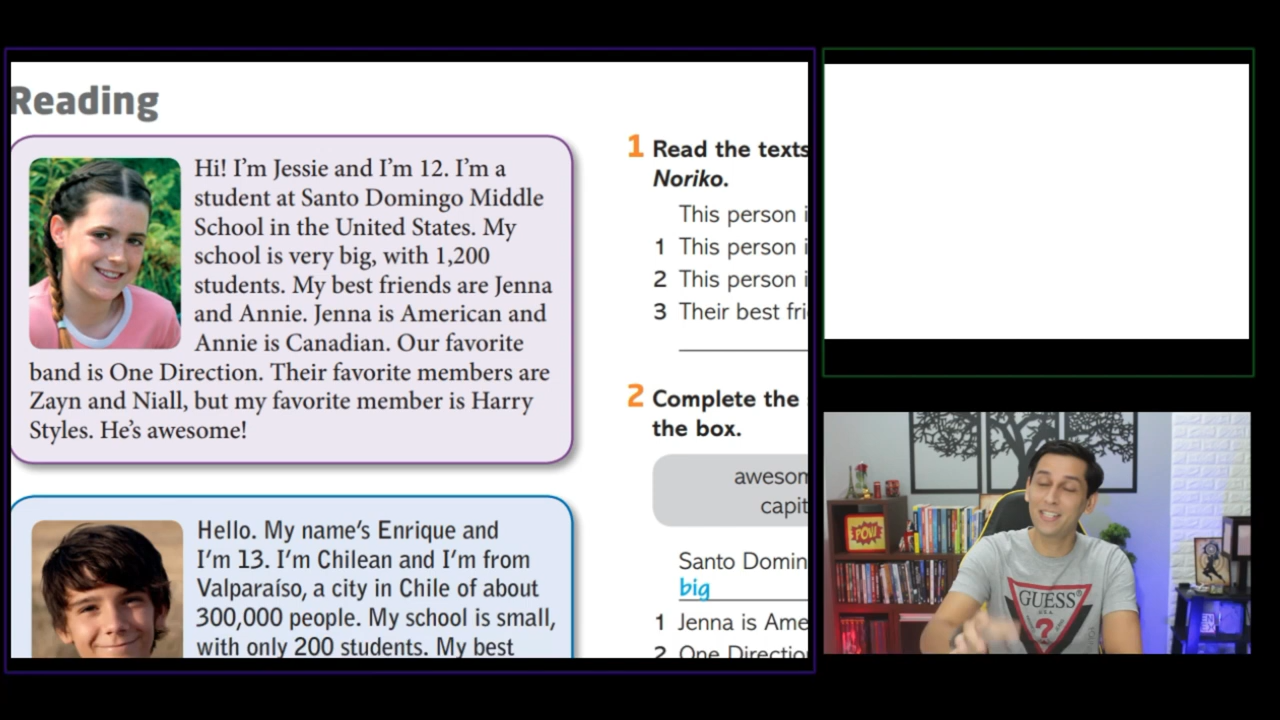 Reading
Hi! I'm Jessie and I'm 12. I'm a
student at Santo Domingo Middle
School in the United States. My
school is very big, with 1,200
students. My best friends are Jenna
and Annie. Jenna is American and
Annie is Canadian. Our favorite
band is One Direction. Their favorite members are
Zayn and Niall, but my favorite member is Harry
Styles. He's awesome!
Hello. My name's Enrique and
I'm 13. I'm Chilean and I'm from
Valparaíso, a city in Chile of about
300,000 people. My school is small,
with only 200 students. My best
1 Read the texts
Noriko.
This person i
1 This person i
2 This person i
3 Their best fri
2 Complete the
the box.
awesom
capit
Santo Domin
big
1 Jenna is Ame
2 One Directio
POW
GUESS
?